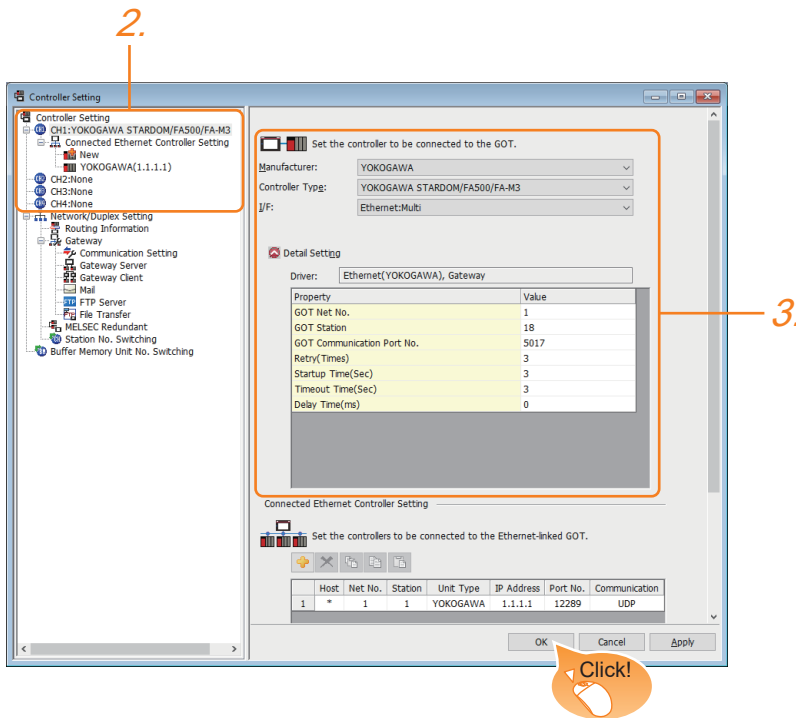 2.
Controller Setting
Controller Setting
CH1:YOKOGAWA STARDOM/FA500/FA-M3
Connected Ethernet Controller Setting
New
YOKOGAWA(1.1.1.1)
CH2:None
CH3:None
CH4:None
Network/Duplex Setting
Routing Information
Gateway
Communication Setting
Gateway Server
Gateway Client
Mail
FTP Server
File Transfer
MELSEC Redundant
Station No. Switching
Buffer Memory Unit No. Switching
Set the controller to be connected to the GOT.
Manufacturer: YOKOGAWA
Controller Type: YOKOGAWA STARDOM/FA500/FA-M3
I/F: Ethernet:Multi
Detail Setting
Driver: Ethernet(YOKOGAWA), Gateway
Property Value
GOT Net No. 1
GOT Station 18
GOT Communication Port No. 5017
Retry(Times) 3
Startup Time(Sec) 3
Timeout Time(Sec) 3
Delay Time(ms) 0
3.
Connected Ethernet Controller Setting
Set the controllers to be connected to the Ethernet-linked GOT.
Host Net No. Station Unit Type IP Address Port No. Communication
1 * 1 1 YOKOGAWA 1.1.1.1 12289 UDP
OK Cancel Apply
Click!